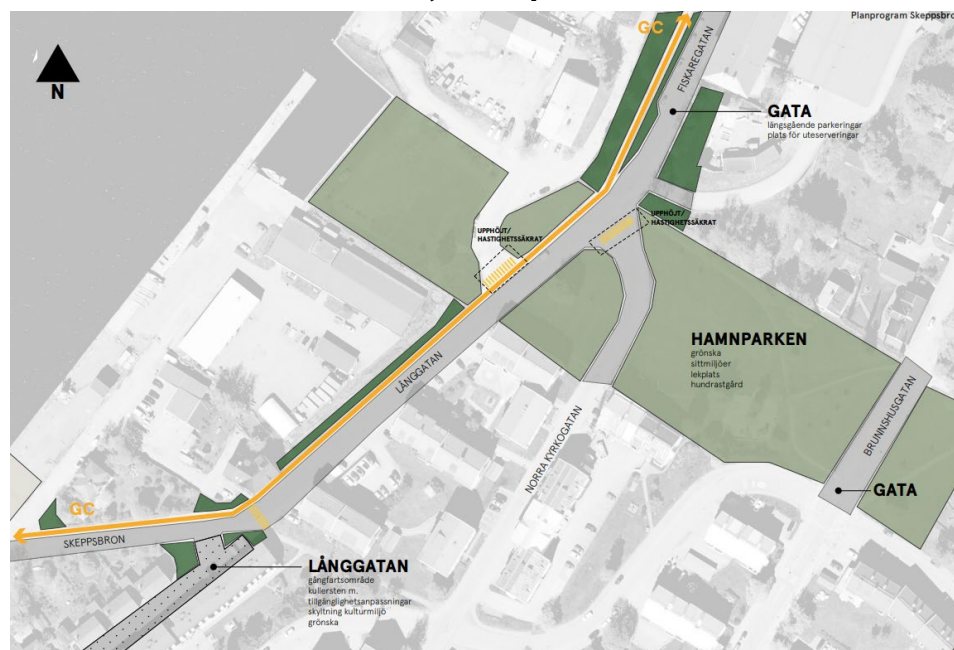 Planprogram Skeppsbro
GC
N
FISKAREGATAN
GATA
längsgående parkeringar
plats för uteserveringar
UPPHÖJT/
HASTIGHETSSÄKRAT
UPPHÖJT/
HASTIGHETSSÄKRAT
HAMNPARKEN
grönska
sittmiljöer
lekplats
hundrastgård
LÅNGGATAN
BRUNNSHUSGATAN
NORRA KYRKOGATAN
GATA
GC
SKEPPSBRON
LÅNGGATAN
gångfartsområde
kullersten m.
tillgänglighetsanpassningar
skyltning kulturmiljö
grönska